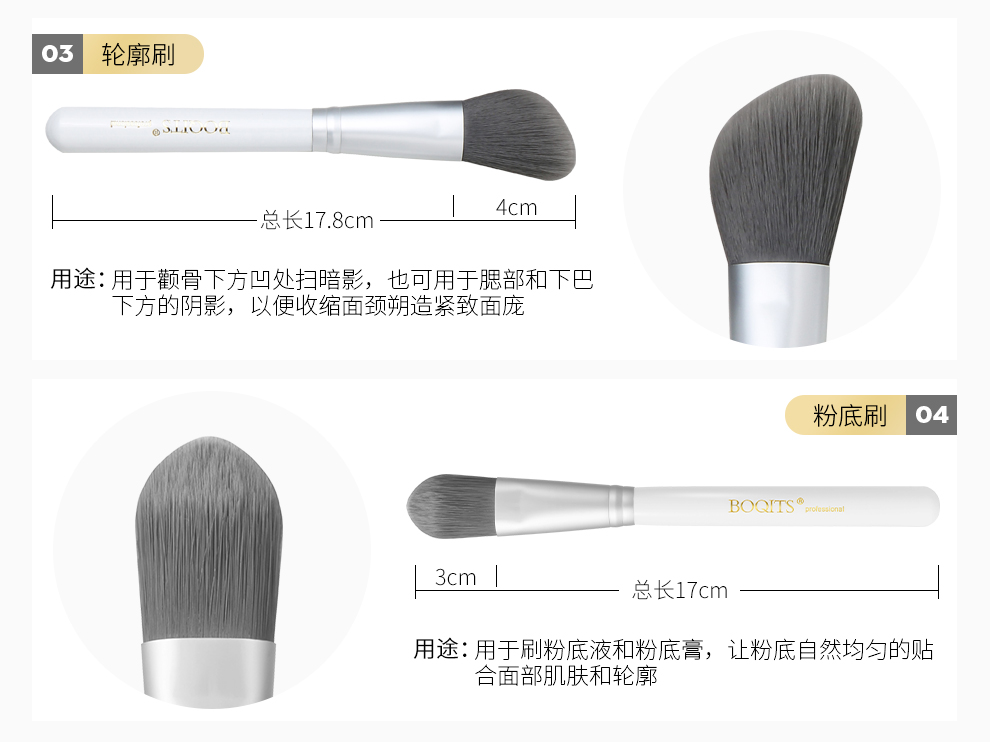 03 轮廓刷
BOQITS®
总长17.8cm
4cm
用途：用于颧骨下方凹处扫暗影，也可用于腮部和下巴
下方的阴影，以便收缩面颈朔造紧致面庞
粉底刷 04
BOQITS® professional
3cm
总长17cm
用途：用于刷粉底液和粉底膏，让粉底自然均匀的贴
合面部肌肤和轮廓